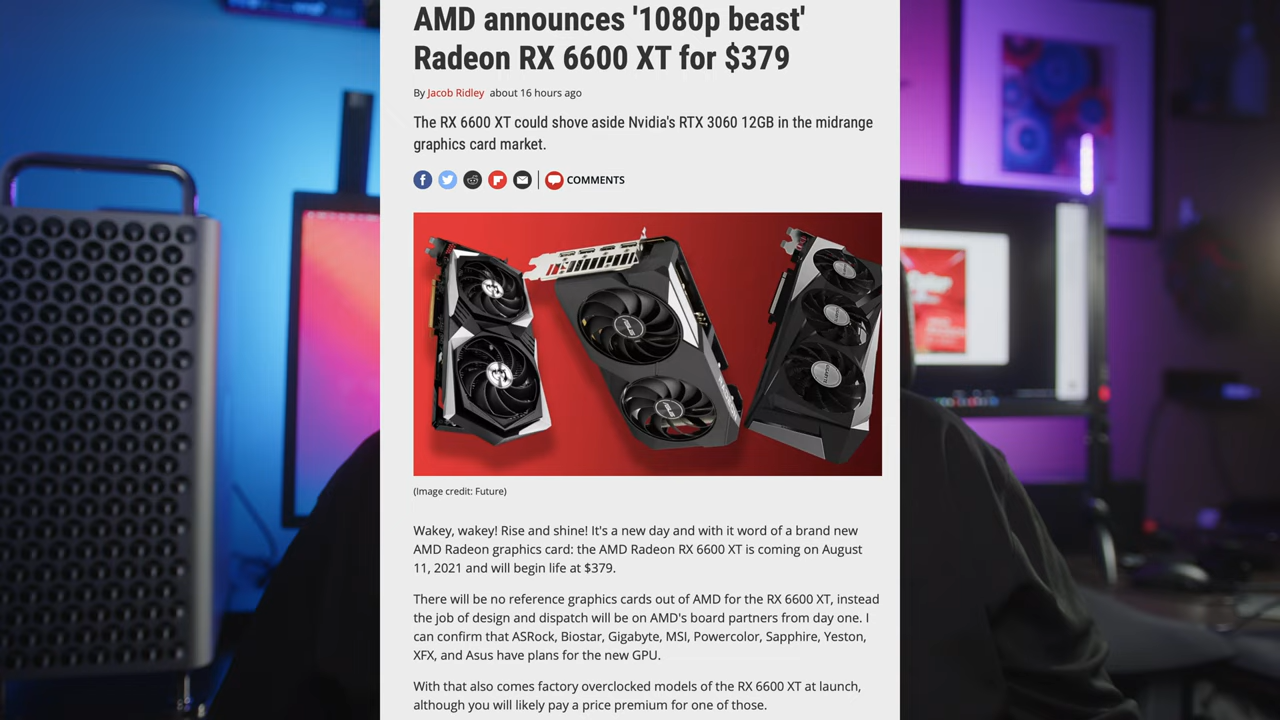 AMD announces '1080p beast'
Radeon RX 6600 XT for $379
By Jacob Ridley about 16 hours ago
The RX 6600 XT could shove aside Nvidia's RTX 3060 12GB in the midrange
graphics card market.
COMMENTS
(Image credit: Future)
Wakey, wakey! Rise and shine! It's a new day and with it word of a brand new
AMD Radeon graphics card: the AMD Radeon RX 6600 XT is coming on August
11, 2021 and will begin life at $379.
There will be no reference graphics cards out of AMD for the RX 6600 XT, instead
the job of design and dispatch will be on AMD's board partners from day one. I
can confirm that ASRock, Biostar, Gigabyte, MSI, Powercolor, Sapphire, Yeston,
XFX, and Asus have plans for the new GPU.
With that also comes factory overclocked models of the RX 6600 XT at launch,
although you will likely pay a price premium for one of those.